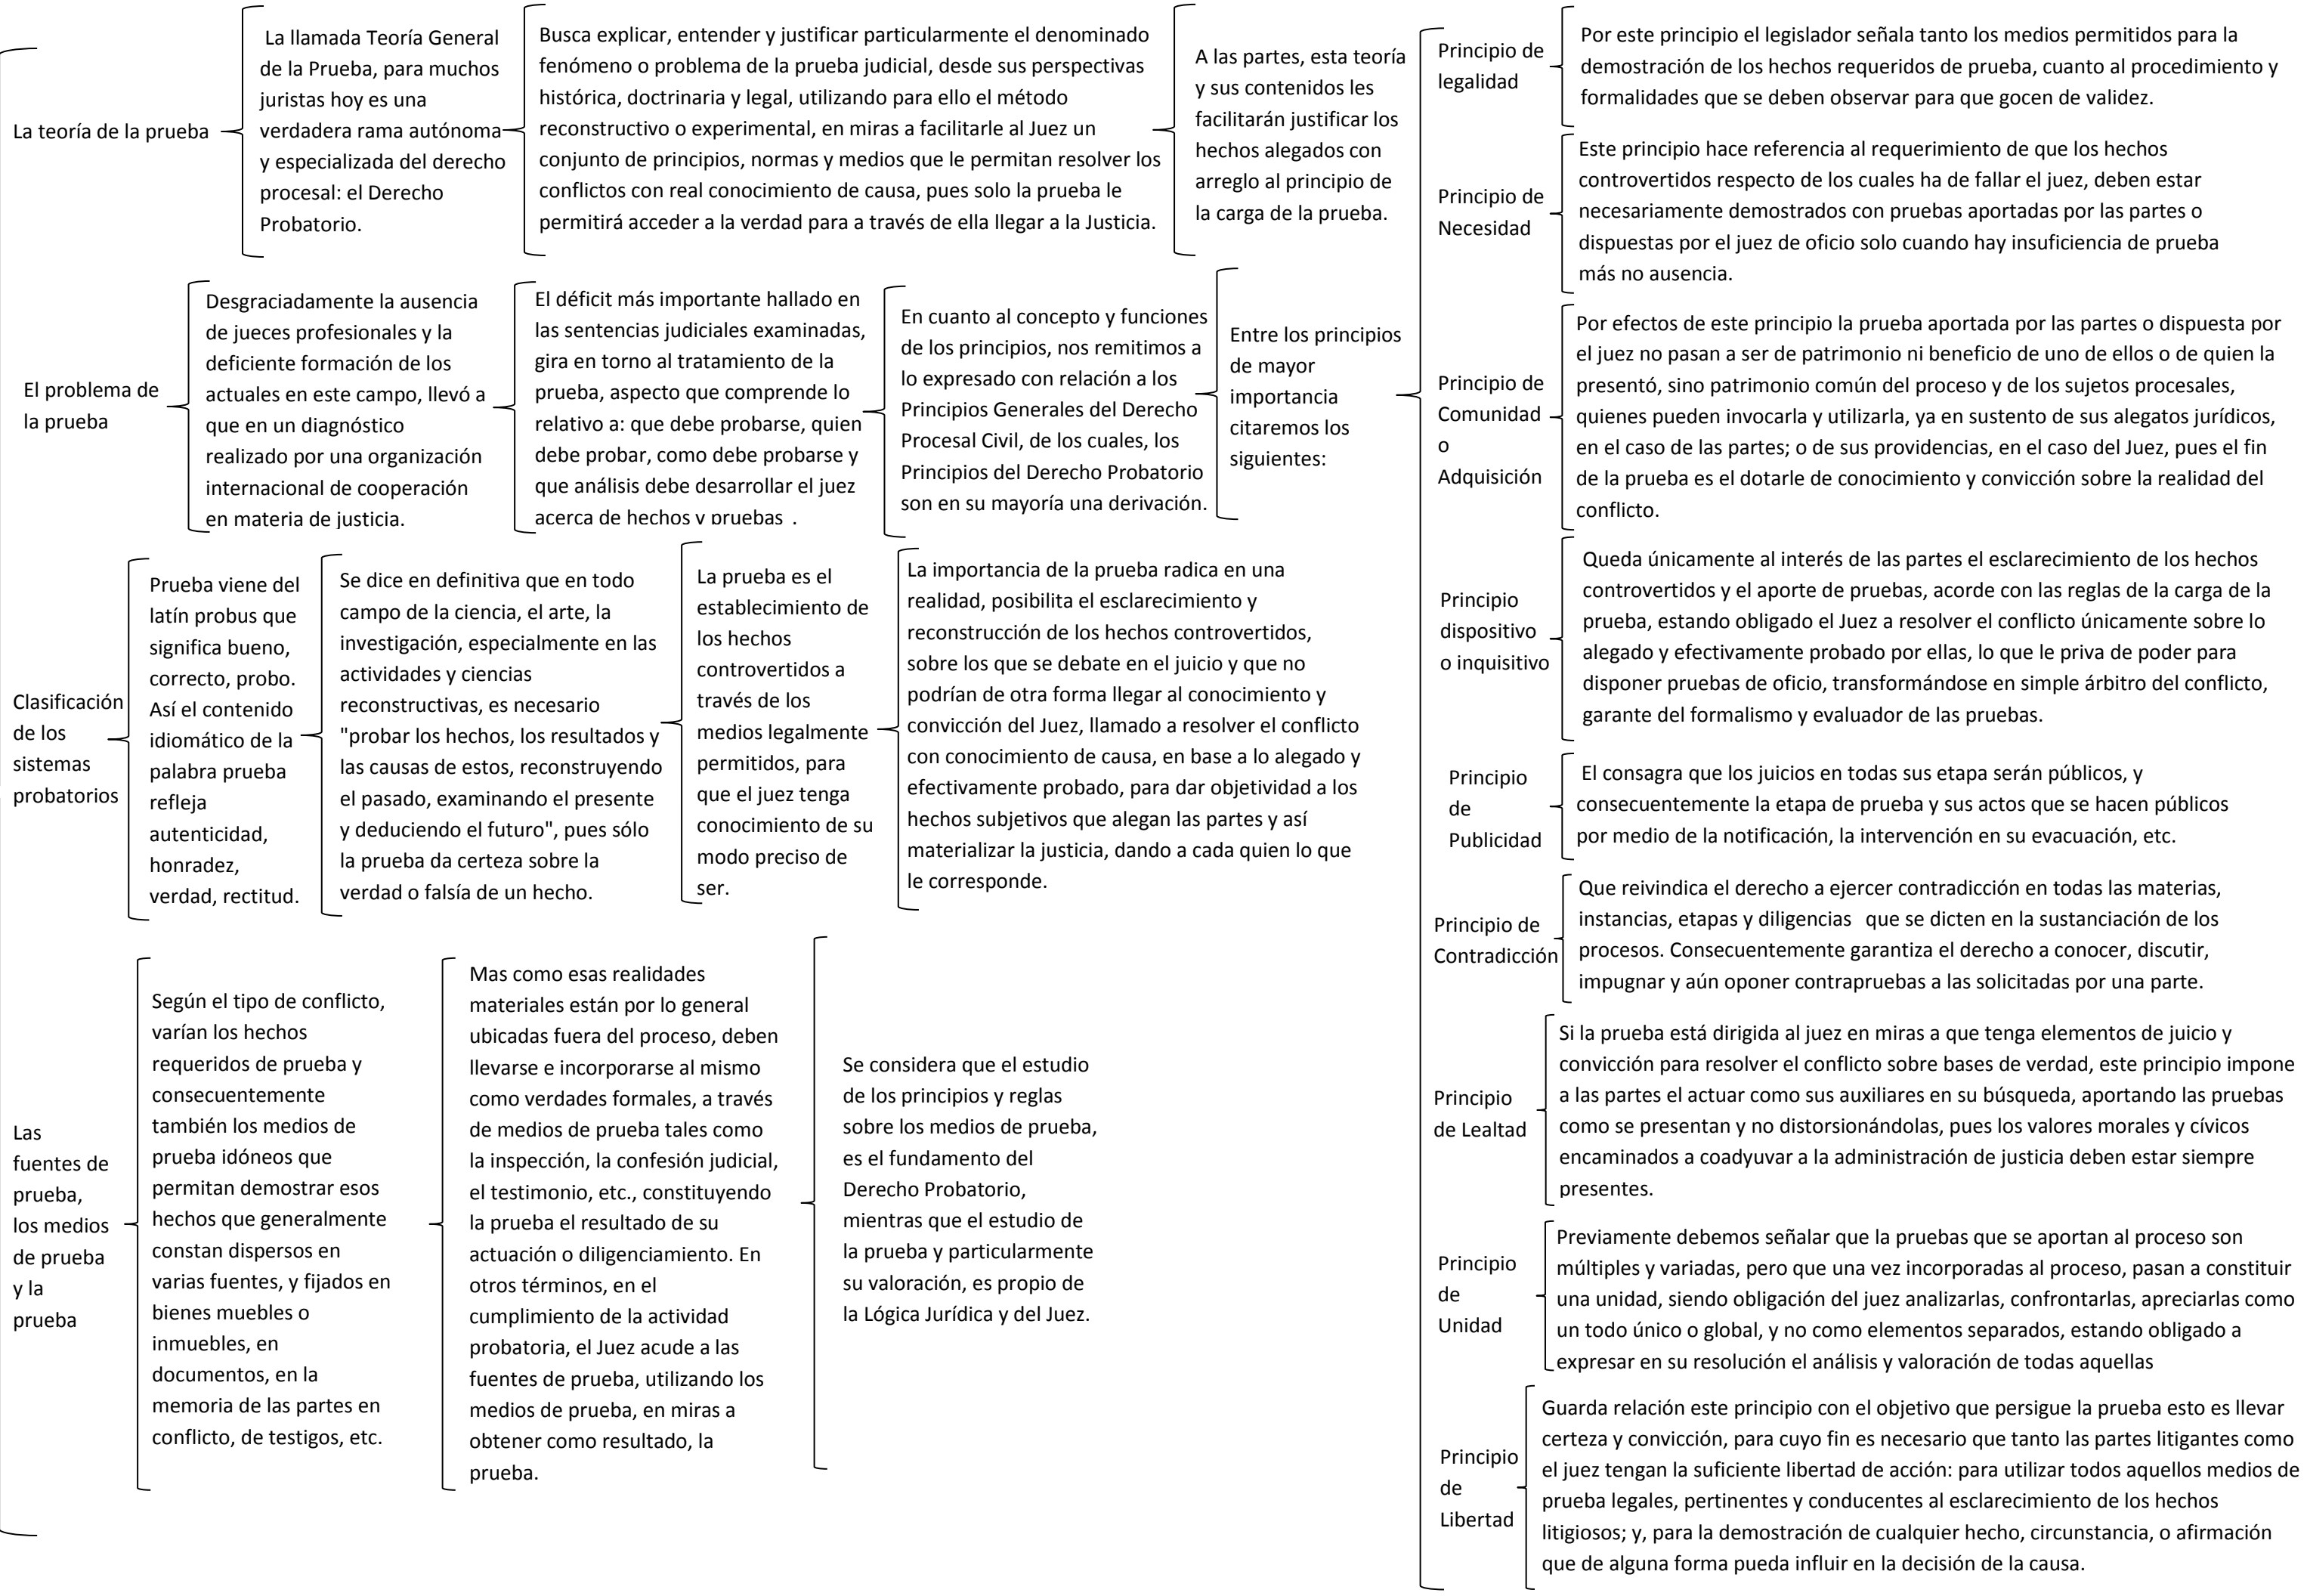 La teoría de la prueba
La llamada Teoría General
de la Prueba, para muchos
juristas hoy es una
verdadera rama autónoma
y especializada del derecho
procesal: el Derecho
Probatorio.
Busca explicar, entender y justificar particularmente el denominado
fenómeno o problema de la prueba judicial, desde sus perspectivas
histórica, doctrinaria y legal, utilizando para ello el método
reconstructivo o experimental, en miras a facilitarle al Juez un
conjunto de principios, normas y medios que le permitan resolver los
conflictos con real conocimiento de causa, pues solo la prueba le
permitirá acceder a la verdad para a través de ella llegar a la Justicia.
A las partes, esta teoría
y sus contenidos les
facilitarán justificar los
hechos alegados con
arreglo al principio de
la carga de la prueba.
El problema de
la prueba
Desgraciadamente la ausencia
de jueces profesionales y la
deficiente formación de los
actuales en este campo, llevó a
que en un diagnóstico
realizado por una organización
internacional de cooperación
en materia de justicia.
El déficit más importante hallado en
las sentencias judiciales examinadas,
gira en torno al tratamiento de la
prueba, aspecto que comprende lo
relativo a: que debe probarse, quien
debe probar, como debe probarse y
que análisis debe desarrollar el juez
acerca de hechos y pruebas .
En cuanto al concepto y funciones
de los principios, nos remitimos a
lo expresado con relación a los
Principios Generales del Derecho
Procesal Civil, de los cuales, los
Principios del Derecho Probatorio
son en su mayoría una derivación.
Entre los principios
de mayor
importancia
citaremos los
siguientes:
Principio de
legalidad
Por este principio el legislador señala tanto los medios permitidos para la
demostración de los hechos requeridos de prueba, cuanto al procedimiento y
formalidades que se deben observar para que gocen de validez.
Principio de
Necesidad
Este principio hace referencia al requerimiento de que los hechos
controvertidos respecto de los cuales ha de fallar el juez, deben estar
necesariamente demostrados con pruebas aportadas por las partes o
dispuestas por el juez de oficio solo cuando hay insuficiencia de prueba
más no ausencia.
Principio de
Comunidad
o
Adquisición
Por efectos de este principio la prueba aportada por las partes o dispuesta por
el juez no pasan a ser de patrimonio ni beneficio de uno de ellos o de quien la
presentó, sino patrimonio común del proceso y de los sujetos procesales,
quienes pueden invocarla y utilizarla, ya en sustento de sus alegatos jurídicos,
en el caso de las partes; o de sus providencias, en el caso del Juez, pues el fin
de la prueba es el dotarle de conocimiento y convicción sobre la realidad del
conflicto.
Principio
dispositivo
o inquisitivo
Queda únicamente al interés de las partes el esclarecimiento de los hechos
controvertidos y el aporte de pruebas, acorde con las reglas de la carga de la
prueba, estando obligado el Juez a resolver el conflicto únicamente sobre lo
alegado y efectivamente probado por ellas, lo que le priva de poder para
disponer pruebas de oficio, transformándose en simple árbitro del conflicto,
garante del formalismo y evaluador de las pruebas.
Principio
de
Publicidad
El consagra que los juicios en todas sus etapa serán públicos, y
consecuentemente la etapa de prueba y sus actos que se hacen públicos
por medio de la notificación, la intervención en su evacuación, etc.
Principio de
Contradicción
Que reivindica el derecho a ejercer contradicción en todas las materias,
instancias, etapas y diligencias que se dicten en la sustanciación de los
procesos. Consecuentemente garantiza el derecho a conocer, discutir,
impugnar y aún oponer contrapruebas a las solicitadas por una parte.
Principio
de Lealtad
Si la prueba está dirigida al juez en miras a que tenga elementos de juicio y
convicción para resolver el conflicto sobre bases de verdad, este principio impone
a las partes el actuar como sus auxiliares en su búsqueda, aportando las pruebas
como se presentan y no distorsionándolas, pues los valores morales y cívicos
encaminados a coadyuvar a la administración de justicia deben estar siempre
presentes.
Principio
de
Unidad
Previamente debemos señalar que la pruebas que se aportan al proceso son
múltiples y variadas, pero que una vez incorporadas al proceso, pasan a constituir
una unidad, siendo obligación del juez analizarlas, confrontarlas, apreciarlas como
un todo único o global, y no como elementos separados, estando obligado a
expresar en su resolución el análisis y valoración de todas aquellas
Principio
de
Libertad
Guarda relación este principio con el objetivo que persigue la prueba esto es llevar
certeza y convicción, para cuyo fin es necesario que tanto las partes litigantes como
el juez tengan la suficiente libertad de acción: para utilizar todos aquellos medios de
prueba legales, pertinentes y conducentes al esclarecimiento de los hechos
litigiosos; y, para la demostración de cualquier hecho, circunstancia, o afirmación
que de alguna forma pueda influir en la decisión de la causa.
Clasificación
de los
sistemas
probatorios
Prueba viene del
latín probus que
significa bueno,
correcto, probo.
Así el contenido
idiomático de la
palabra prueba
refleja
autenticidad,
honradez,
verdad, rectitud.
Se dice en definitiva que en todo
campo de la ciencia, el arte, la
investigación, especialmente en las
actividades y ciencias
reconstructivas, es necesario
"probar los hechos, los resultados y
las causas de estos, reconstruyendo
el pasado, examinando el presente
y deduciendo el futuro", pues sólo
la prueba da certeza sobre la
verdad o falsía de un hecho.
La prueba es el
establecimiento de
los hechos
controvertidos a
través de los
medios legalmente
permitidos, para
que el juez tenga
conocimiento de su
modo preciso de
ser.
La importancia de la prueba radica en una
realidad, posibilita el esclarecimiento y
reconstrucción de los hechos controvertidos,
sobre los que se debate en el juicio y que no
podrían de otra forma llegar al conocimiento y
convicción del Juez, llamado a resolver el conflicto
con conocimiento de causa, en base a lo alegado y
efectivamente probado, para dar objetividad a los
hechos subjetivos que alegan las partes y así
materializar la justicia, dando a cada quien lo que
le corresponde.
Las
fuentes de
prueba,
los medios
de prueba
y la
prueba
Según el tipo de conflicto,
varían los hechos
requeridos de prueba y
consecuentemente
también los medios de
prueba idóneos que
permitan demostrar esos
hechos que generalmente
constan dispersos en
varias fuentes, y fijados en
bienes muebles o
inmuebles, en
documentos, en la
memoria de las partes en
conflicto, de testigos, etc.
Mas como esas realidades
materiales están por lo general
ubicadas fuera del proceso, deben
llevarse e incorporarse al mismo
como verdades formales, a través
de medios de prueba tales como
la inspección, la confesión judicial,
el testimonio, etc., constituyendo
la prueba el resultado de su
actuación o diligenciamiento. En
otros términos, en el
cumplimiento de la actividad
probatoria, el Juez acude a las
fuentes de prueba, utilizando los
medios de prueba, en miras a
obtener como resultado, la
prueba.
Se considera que el estudio
de los principios y reglas
sobre los medios de prueba,
es el fundamento del
Derecho Probatorio,
mientras que el estudio de
la prueba y particularmente
su valoración, es propio de
la Lógica Jurídica y del Juez.